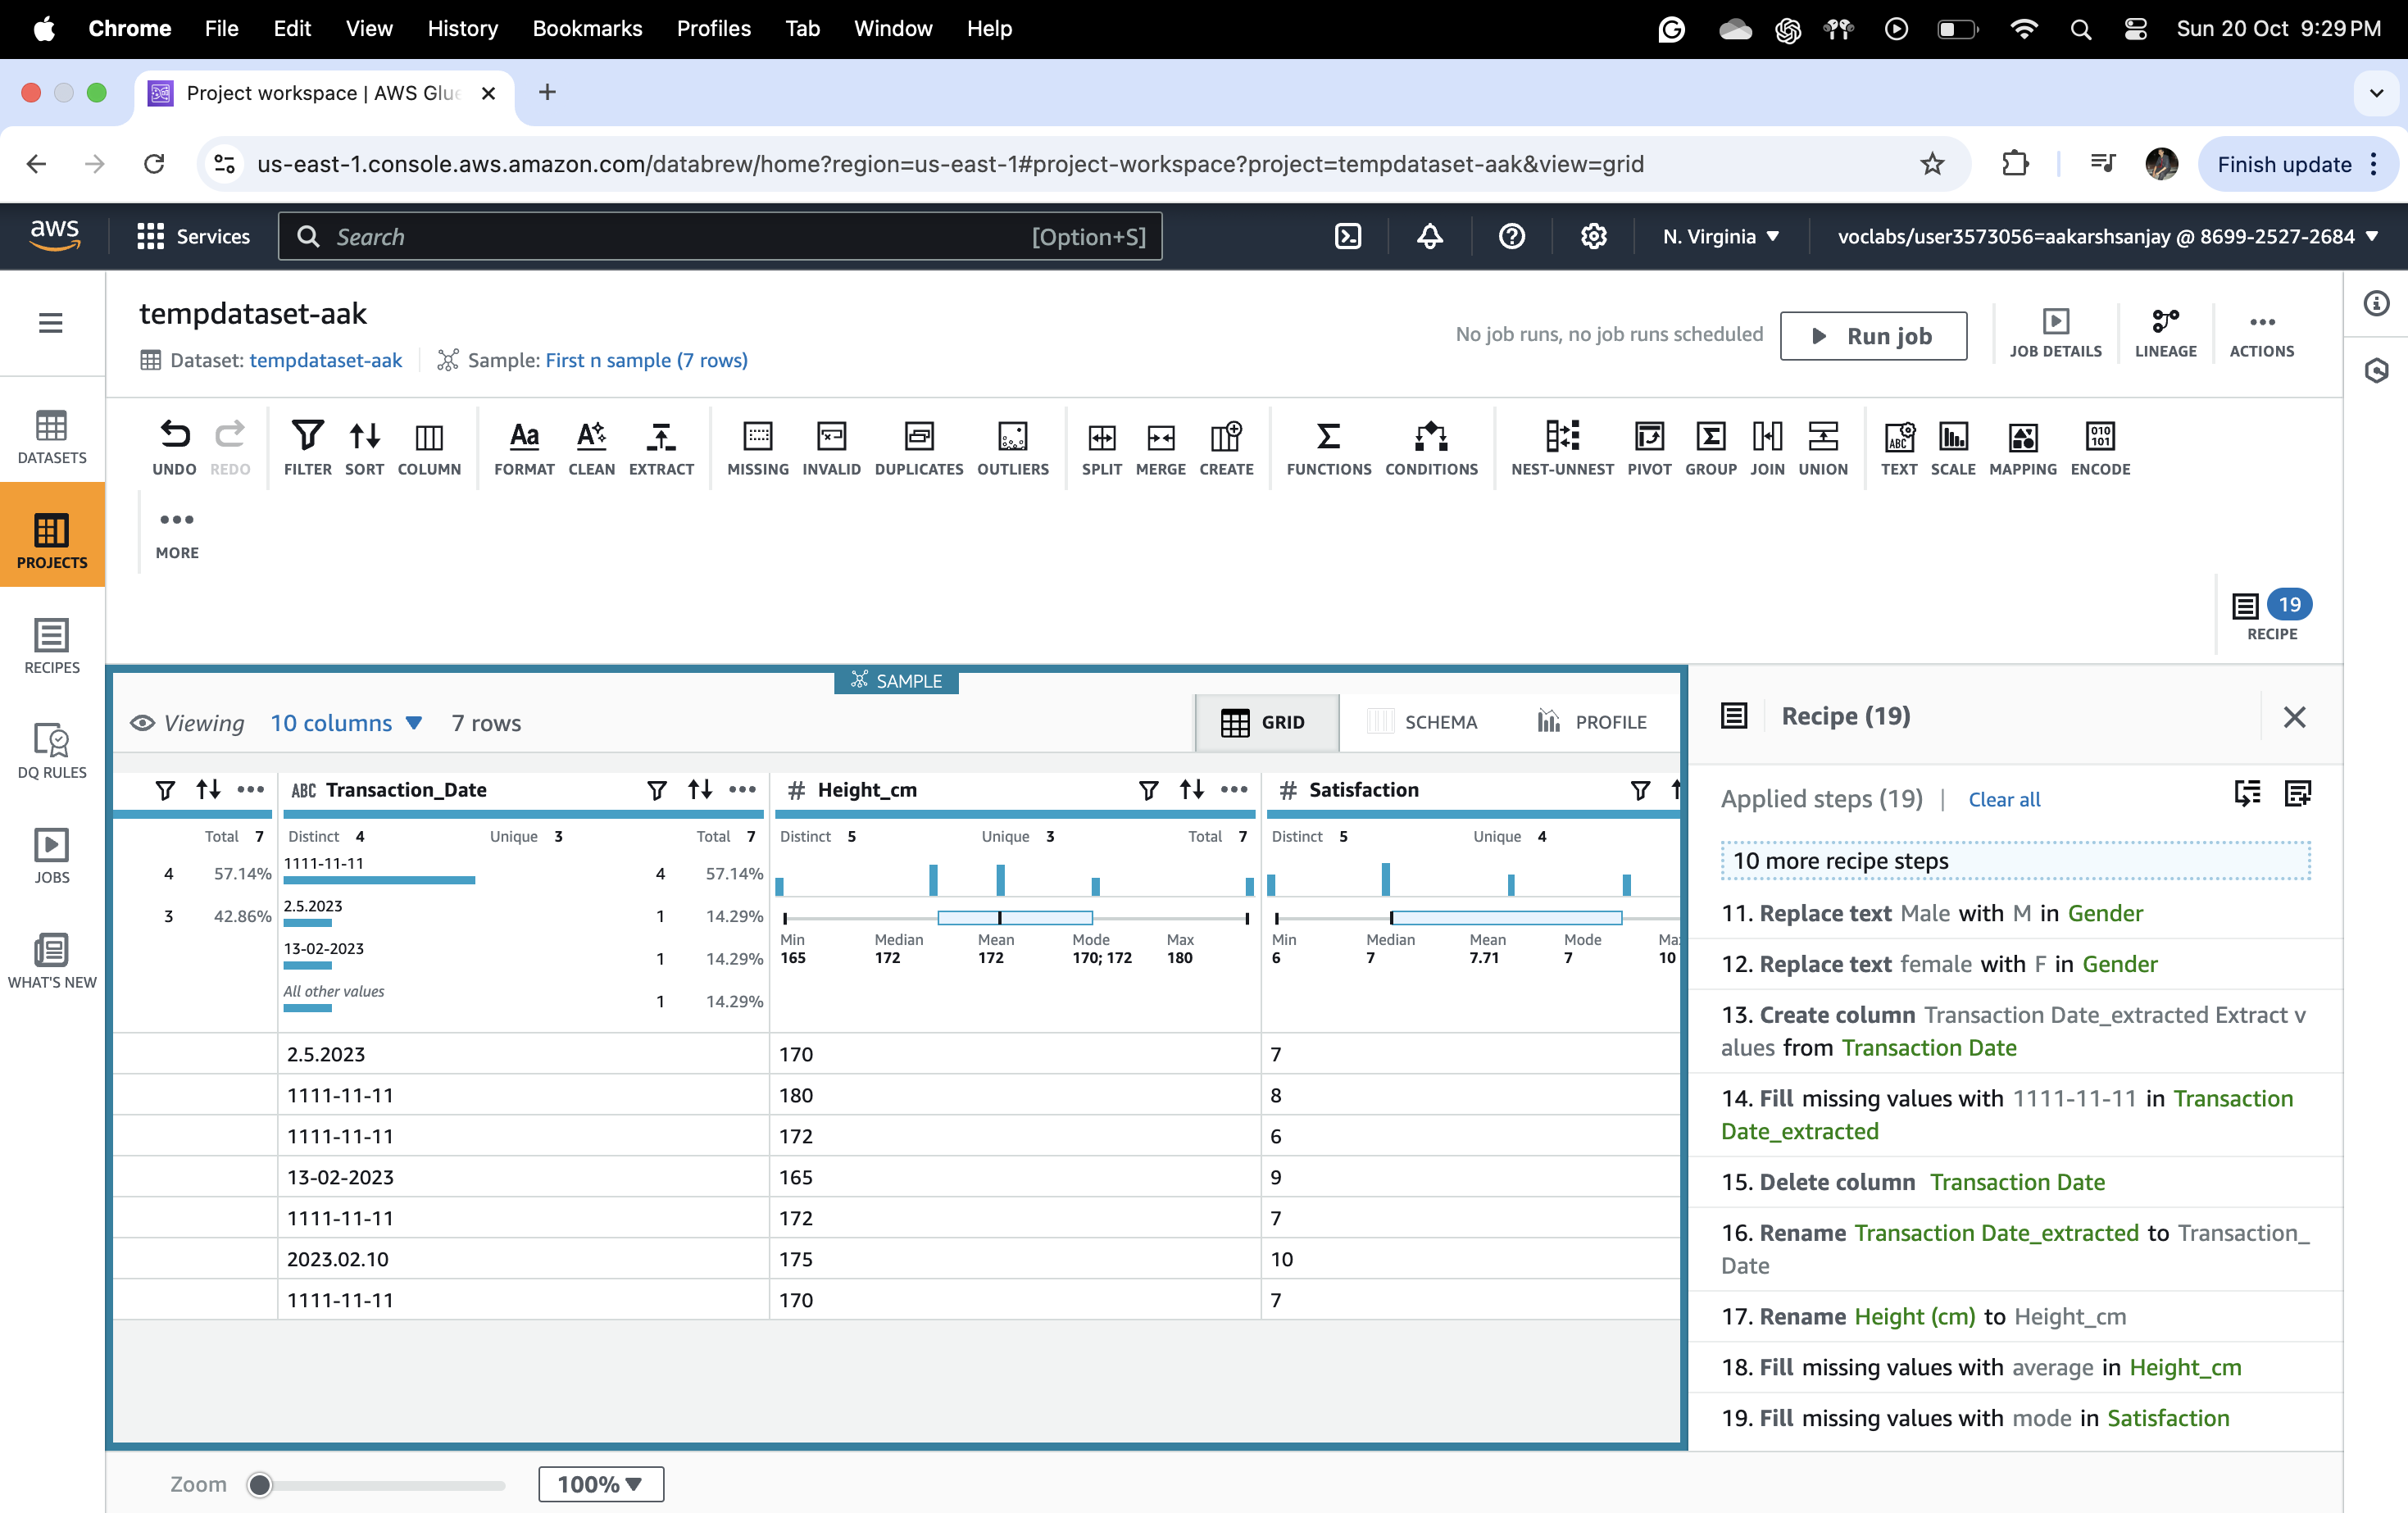 Chrome File Edit View History Bookmarks Profiles Tab Window Help Sun 20 Oct 9:29 PM
Project workspace | AWS Glue
us-east-1.console.aws.amazon.com/databrew/home?region=us-east-1#project-workspace?project=tempdataset-aak&view=grid Finish update
aws Services Search [Option+S] N. Virginia voclabs/user3573056=aakarshsanjay @ 8699-2527-2684
tempdataset-aak
Dataset: tempdataset-aak Sample: First n sample (7 rows)
No job runs, no job runs scheduled Run job JOB DETAILS LINEAGE ACTIONS
DATASETS
PROJECTS
RECIPES
DQ RULES
JOBS
WHAT'S NEW
UNDO REDO FILTER SORT COLUMN FORMAT CLEAN EXTRACT MISSING INVALID DUPLICATES OUTLIERS SPLIT MERGE CREATE FUNCTIONS CONDITIONS NEST-UNNEST PIVOT GROUP JOIN UNION TEXT SCALE MAPPING ENCODE
MORE
19
RECIPE
SAMPLE
Viewing 10 columns 7 rows GRID SCHEMA PROFILE
ABC Transaction_Date # Height_cm # Satisfaction
Total 7 Distinct 4 Unique 3 Total 7 Distinct 5 Unique 3 Total 7 Distinct 5 Unique 4
4 57.14% 1111-11-11 4 57.14%
3 42.86% 2.5.2023 1 14.29%
13-02-2023 1 14.29%
All other values 1 14.29%
Min Median Mean Mode Max Min Median Mean Mode Ma
165 172 172 170; 172 180 6 7 7.71 7 10
2.5.2023 170 7
1111-11-11 180 8
1111-11-11 172 6
13-02-2023 165 9
1111-11-11 172 7
2023.02.10 175 10
1111-11-11 170 7
Zoom 100%
Recipe (19)
Applied steps (19) | Clear all
10 more recipe steps
11. Replace text Male with M in Gender
12. Replace text female with F in Gender
13. Create column Transaction Date_extracted Extract v
alues from Transaction Date
14. Fill missing values with 1111-11-11 in Transaction
Date_extracted
15. Delete column Transaction Date
16. Rename Transaction Date_extracted to Transaction_
Date
17. Rename Height (cm) to Height_cm
18. Fill missing values with average in Height_cm
19. Fill missing values with mode in Satisfaction